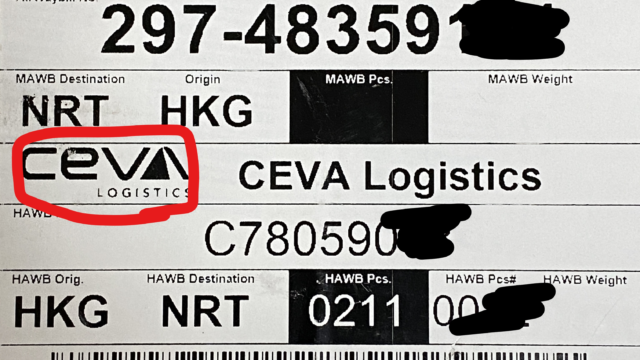 297-48359
MAWB Destination Origin MAWB Pcs. MAWB Weight
NRT HKG
CEVA
LOGISTICS
CEVA Logistics
HAWB
C780590
HAWB Orig. HAWB Destination HAWB Pcs. HAWB Pcs# HAWB Weight
HKG NRT 0211 00